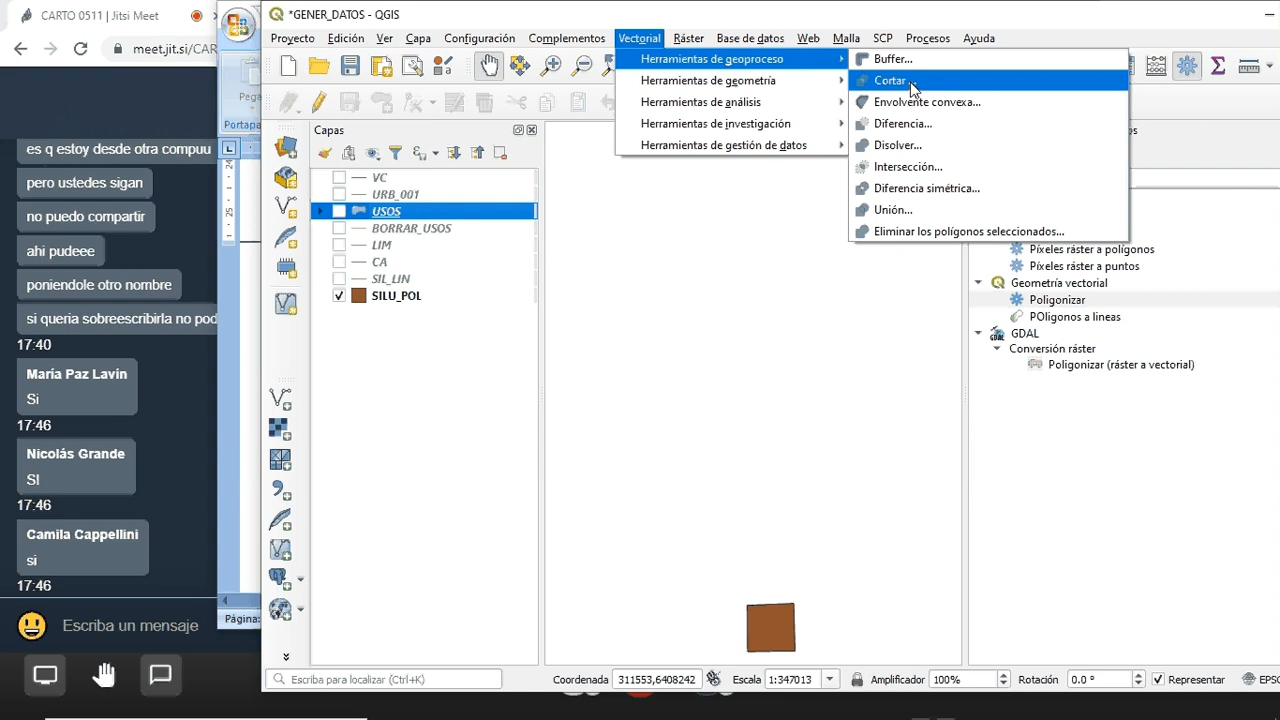 CARTO 0511 | Jitsi Meet
meet.jit.si/CAR
es q estoy desde otra compuu
pero ustedes sigan
no puedo compartir
ahi pudeee
poniendole otro nombre
si queria sobreescribirla no pod
17:40
María Paz Lavín
Si
17:46
Nicolás Grande
SI
17:46
Camila Cappellini
si
17:46
Escriba un mensaje
Pega
Portapa
24
25
Página:
*GENER_DATOS - QGIS
Proyecto Edición Ver Capa Configuración Complementos Vectorial Ráster Base de datos Web Malla SCP Procesos Ayuda
Herramientas de geoproceso
Herramientas de geometría
Herramientas de análisis
Herramientas de investigación
Herramientas de gestión de datos
Buffer...
Cortar...
Envolvente convexa...
Diferencia...
Disolver...
Intersección...
Diferencia simétrica...
Unión...
Eliminar los polígonos seleccionados...
Capas
VC
URB_001
USOS
BORRAR_USOS
LIM
CA
SIL_LIN
SILU_POL
Píxeles ráster a polígonos
Píxeles ráster a puntos
Geometría vectorial
Poligonizar
POligonos a lineas
GDAL
Conversión ráster
Poligonizar (ráster a vectorial)
Escriba para localizar (Ctrl+K)
Coordenada 311553,6408242
Escala 1:347013
Amplificador 100%
Rotación 0.0 °
Representar
EPSG